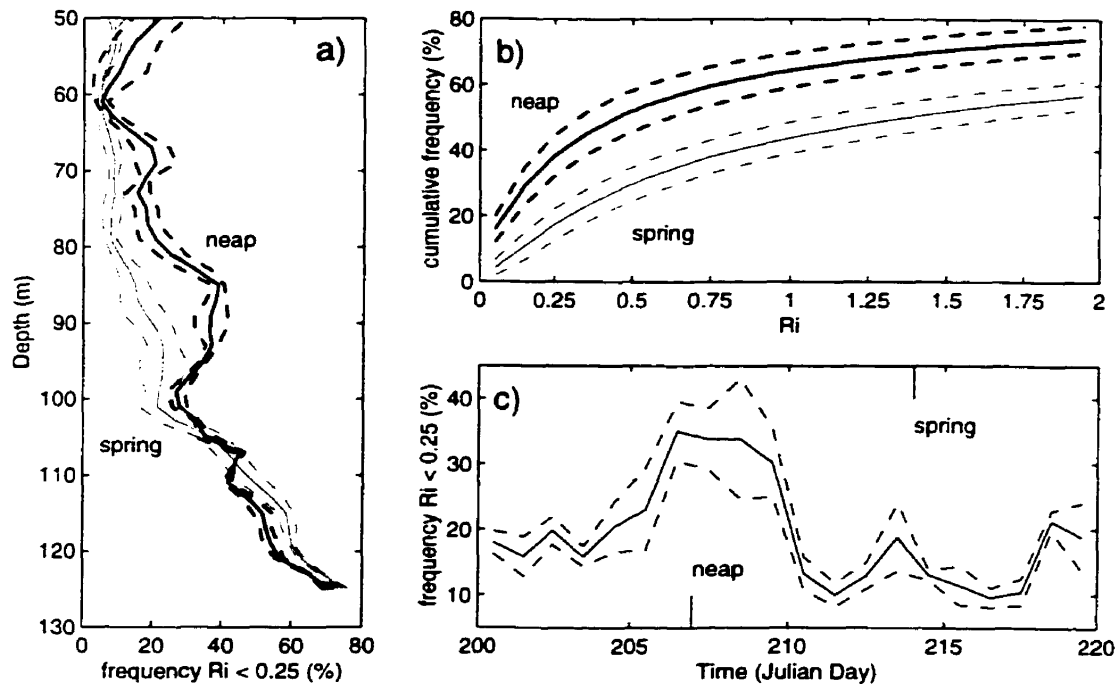 a)
50
60
70
80
90
100
110
120
130
Depth (m)
neap
spring
0
20
40
60
80
frequency Ri < 0.25 (%)
b)
80
60
40
20
0
cumulative frequency (%)
neap
spring
0
0.25
0.5
0.75
1
1.25
1.5
1.75
2
Ri
c)
40
30
20
10
frequency Ri < 0.25 (%)
spring
neap
200
205
210
215
220
Time (Julian Day)